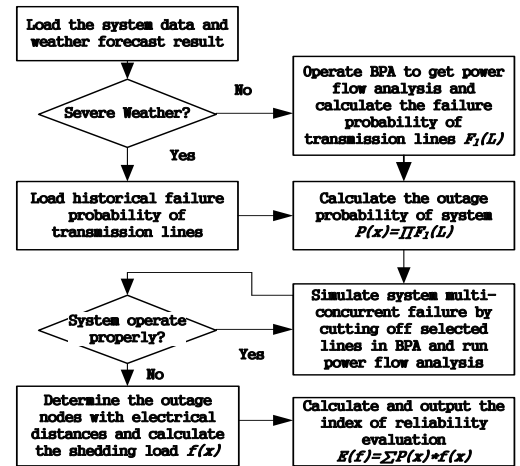 Load the system data and
weather forecast result
Severe Weather?
No
Yes
Operate BPA to get power
flow analysis and
calculate the failure
probability of
transmission lines F₁(L)
Load historical failure
probability of
transmission lines
Calculate the outage
probability of system
P(x)=∏F₁(L)
Simulate system multi-
concurrent failure by
cutting off selected
lines in BPA and run
power flow analysis
System operate
properly?
Yes
No
Determine the outage
nodes with electrical
distances and calculate
the shedding load f(x)
Calculate and output the
index of reliability
evaluation
E(f)=∑P(x)*f(x)